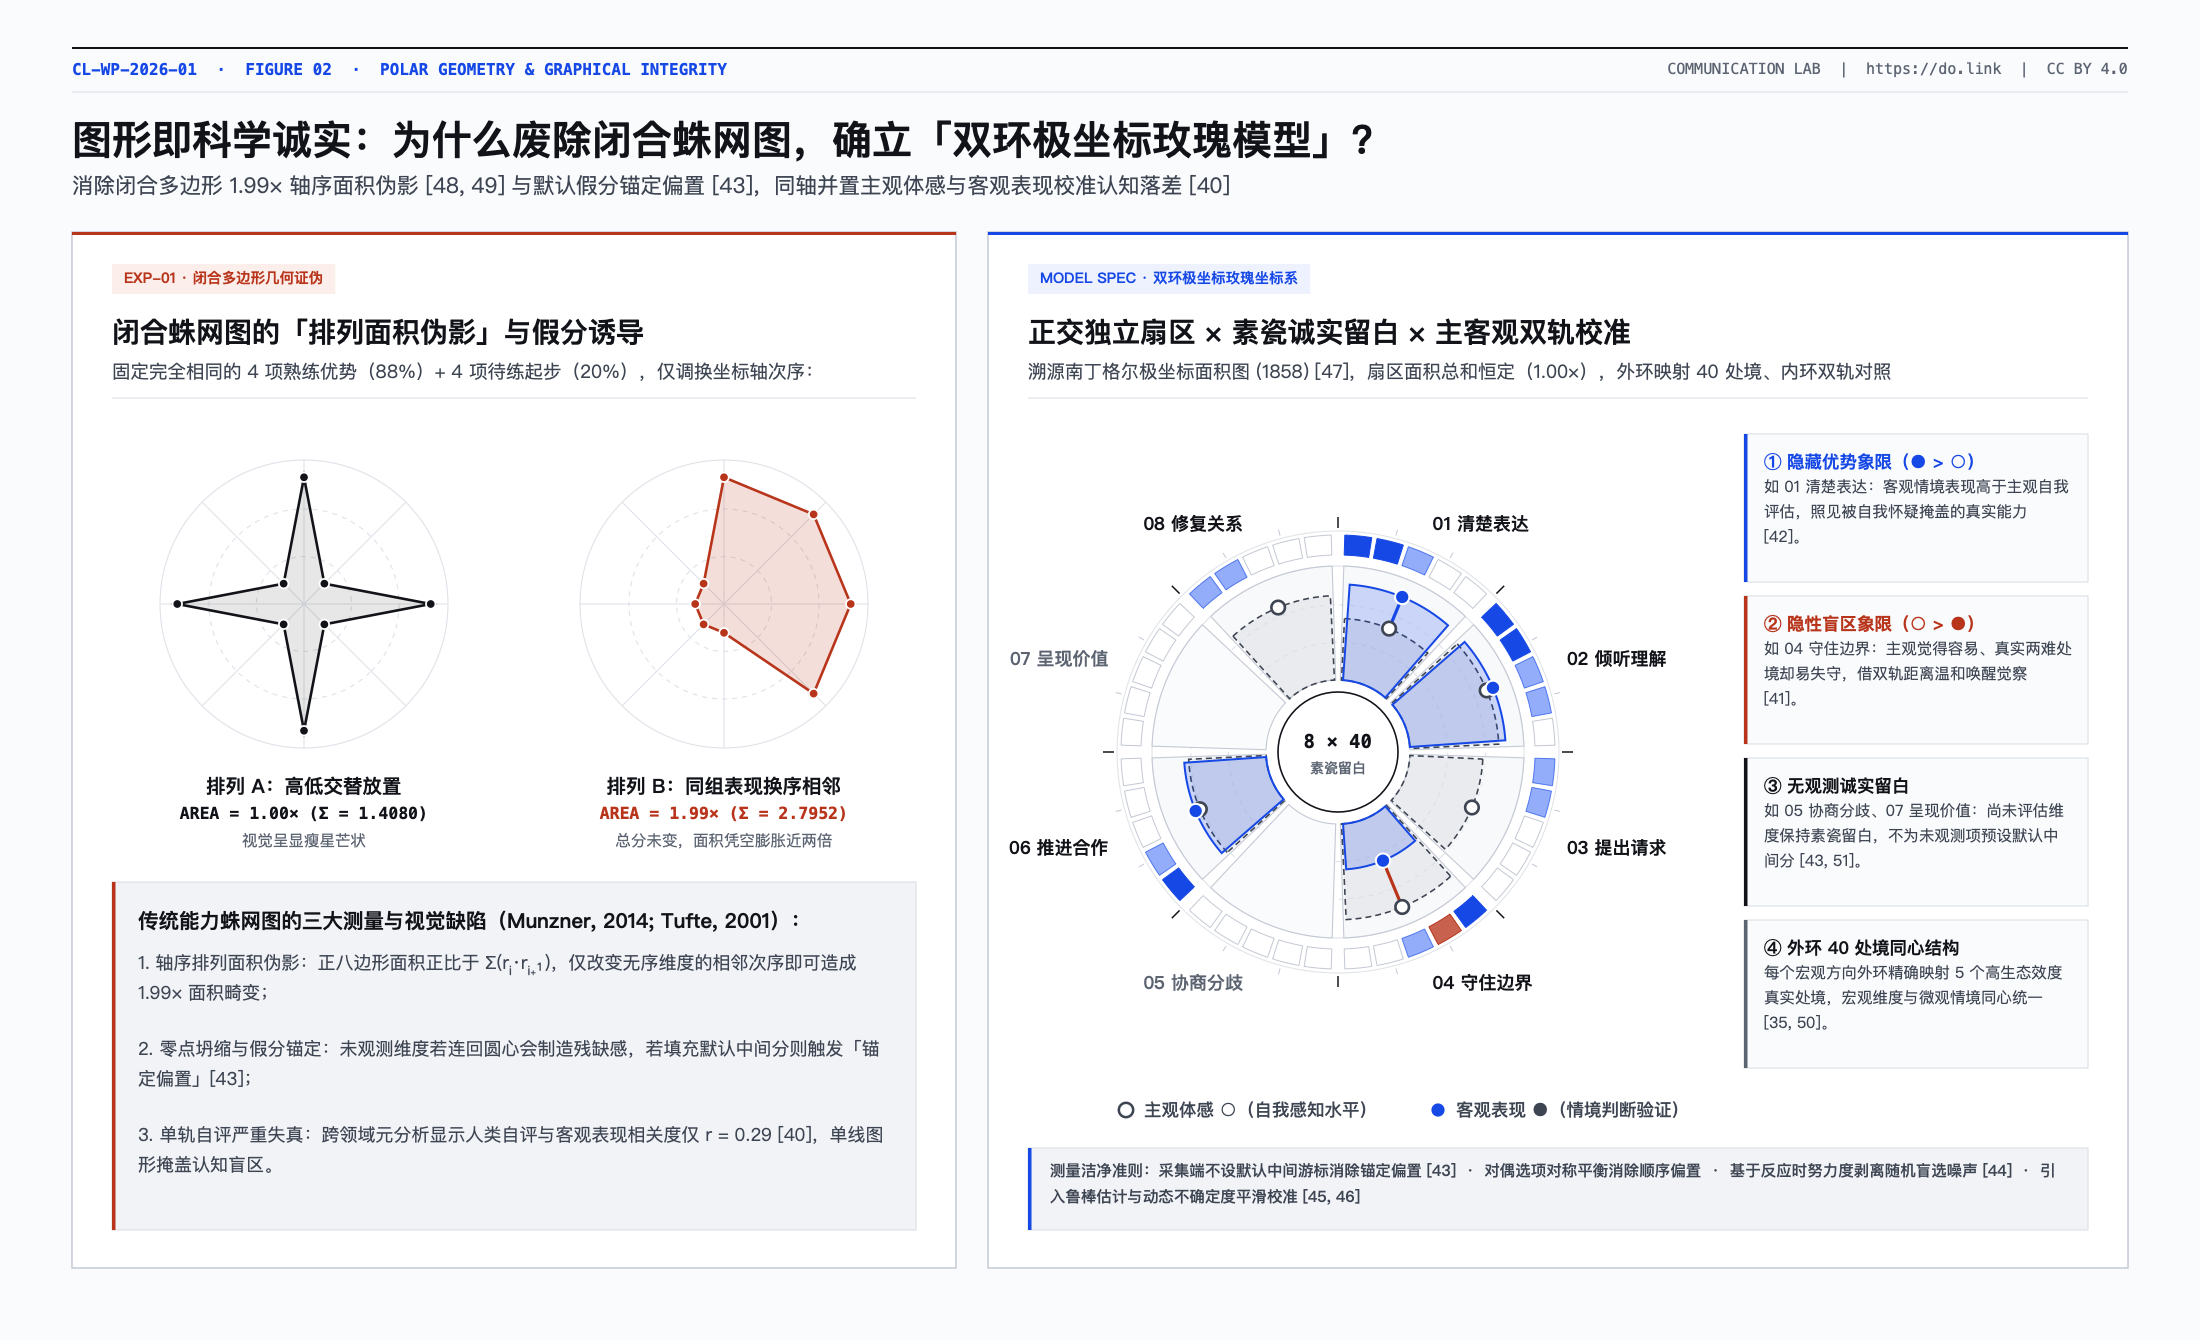 CL-WP-2026-01 · FIGURE 02 · POLAR GEOMETRY & GRAPHICAL INTEGRITY
COMMUNICATION LAB | https://do.link | CC BY 4.0
图形即科学诚实：为什么废除闭合蛛网图，确立「双环极坐标玫瑰模型」?
消除闭合多边形 1.99× 轴序面积伪影 [48, 49] 与默认假分锚定偏置 [43]，同轴并置主观体感与客观表现校准认知落差 [40]
EXP-01 · 闭合多边形几何证伪
闭合蛛网图的「排列面积伪影」与假分诱导
固定完全相同的 4 项熟练优势（88%）+ 4 项待练起步（20%），仅调换坐标轴次序：
排列 A：高低交替放置
AREA = 1.00× (Σ = 1.4080)
视觉呈显瘦星芒状
排列 B：同组表现换序相邻
AREA = 1.99× (Σ = 2.7952)
总分未变，面积凭空膨胀近两倍
传统能力蛛网图的三大测量与视觉缺陷（Munzner, 2014; Tufte, 2001）：
1. 轴序排列面积伪影：正八边形面积正比于 Σ(rᵢ·rᵢ₊₁)，仅改变无序维度的相邻次序即可造成
1.99× 面积畸变；
2. 零点坍缩与假分锚定：未观测维度若连回圆心会制造残缺感，若填充默认中间分则触发「锚
定偏置」[43]；
3. 单轨自评严重失真：跨领域元分析显示人类自评与客观表现相关度仅 r = 0.29 [40]，单线图
形掩盖认知盲区。
MODEL SPEC · 双环极坐标玫瑰坐标系
正交独立扇区 × 素瓷诚实留白 × 主客观双轨校准
溯源南丁格尔极坐标面积图 (1858) [47]，扇区面积总和恒定（1.00×），外环映射 40 处境、内环双轨对照
08 修复关系
01 清楚表达
07 呈现价值
02 倾听理解
8 × 40
素瓷留白
06 推进合作
03 提出请求
05 协商分歧
04 守住边界
① 隐藏优势象限（● > ○）
如 01 清楚表达：客观情境表现高于主观自我
评估，照见被自我怀疑掩盖的真实能力
[42]。
② 隐性盲区象限（○ > ●）
如 04 守住边界：主观觉得容易、真实两难处
境却易失守，借双轨距离温和唤醒觉察
[41]。
③ 无观测诚实留白
如 05 协商分歧、07 呈现价值：尚未评估维
度保持素瓷留白，不为未观测项预设默认中
间分 [43, 51]。
④ 外环 40 处境同心结构
每个宏观方向外环精确映射 5 个高生态效度
真实处境，宏观维度与微观情境同心统一
[35, 50]。
主观体感 ○（自我感知水平）
客观表现 ●（情境判断验证）
测量洁净准则：采集端不设默认中间游标消除锚定偏置 [43] · 对偶选项对称平衡消除顺序偏置 · 基于反应时努力度剥离随机盲选噪声 [44] · 引
入鲁棒估计与动态不确定度平滑校准 [45, 46]